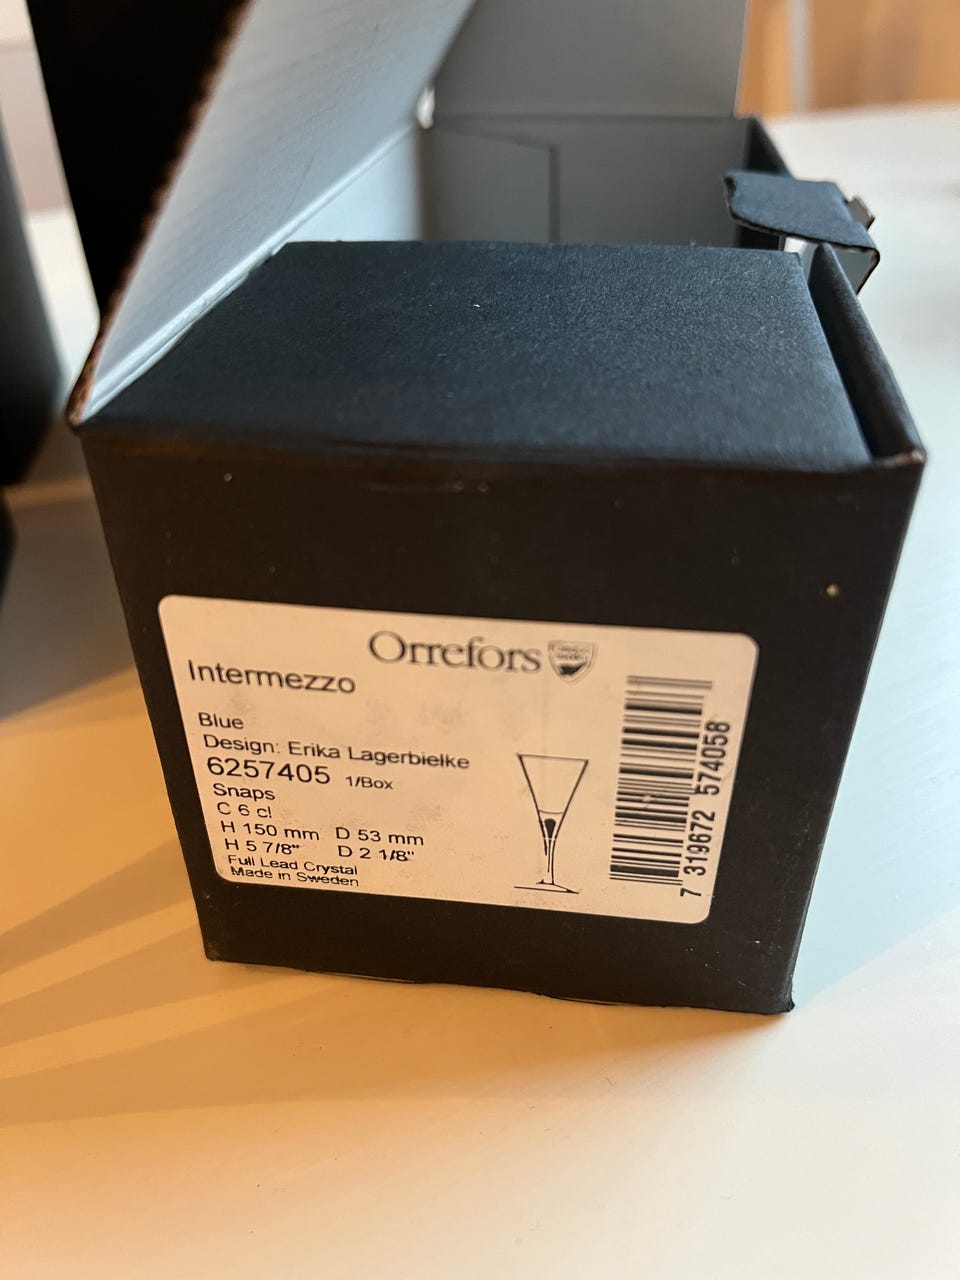 Orrefors
Intermezzo
Blue
Design: Erika Lagerbielke
6257405 1/Box
Snaps
C 6 cl
H 150 mm D 53 mm
H 5 7/8" D 2 1/8"
Full Lead Crystal
Made in Sweden
7 319672 574058